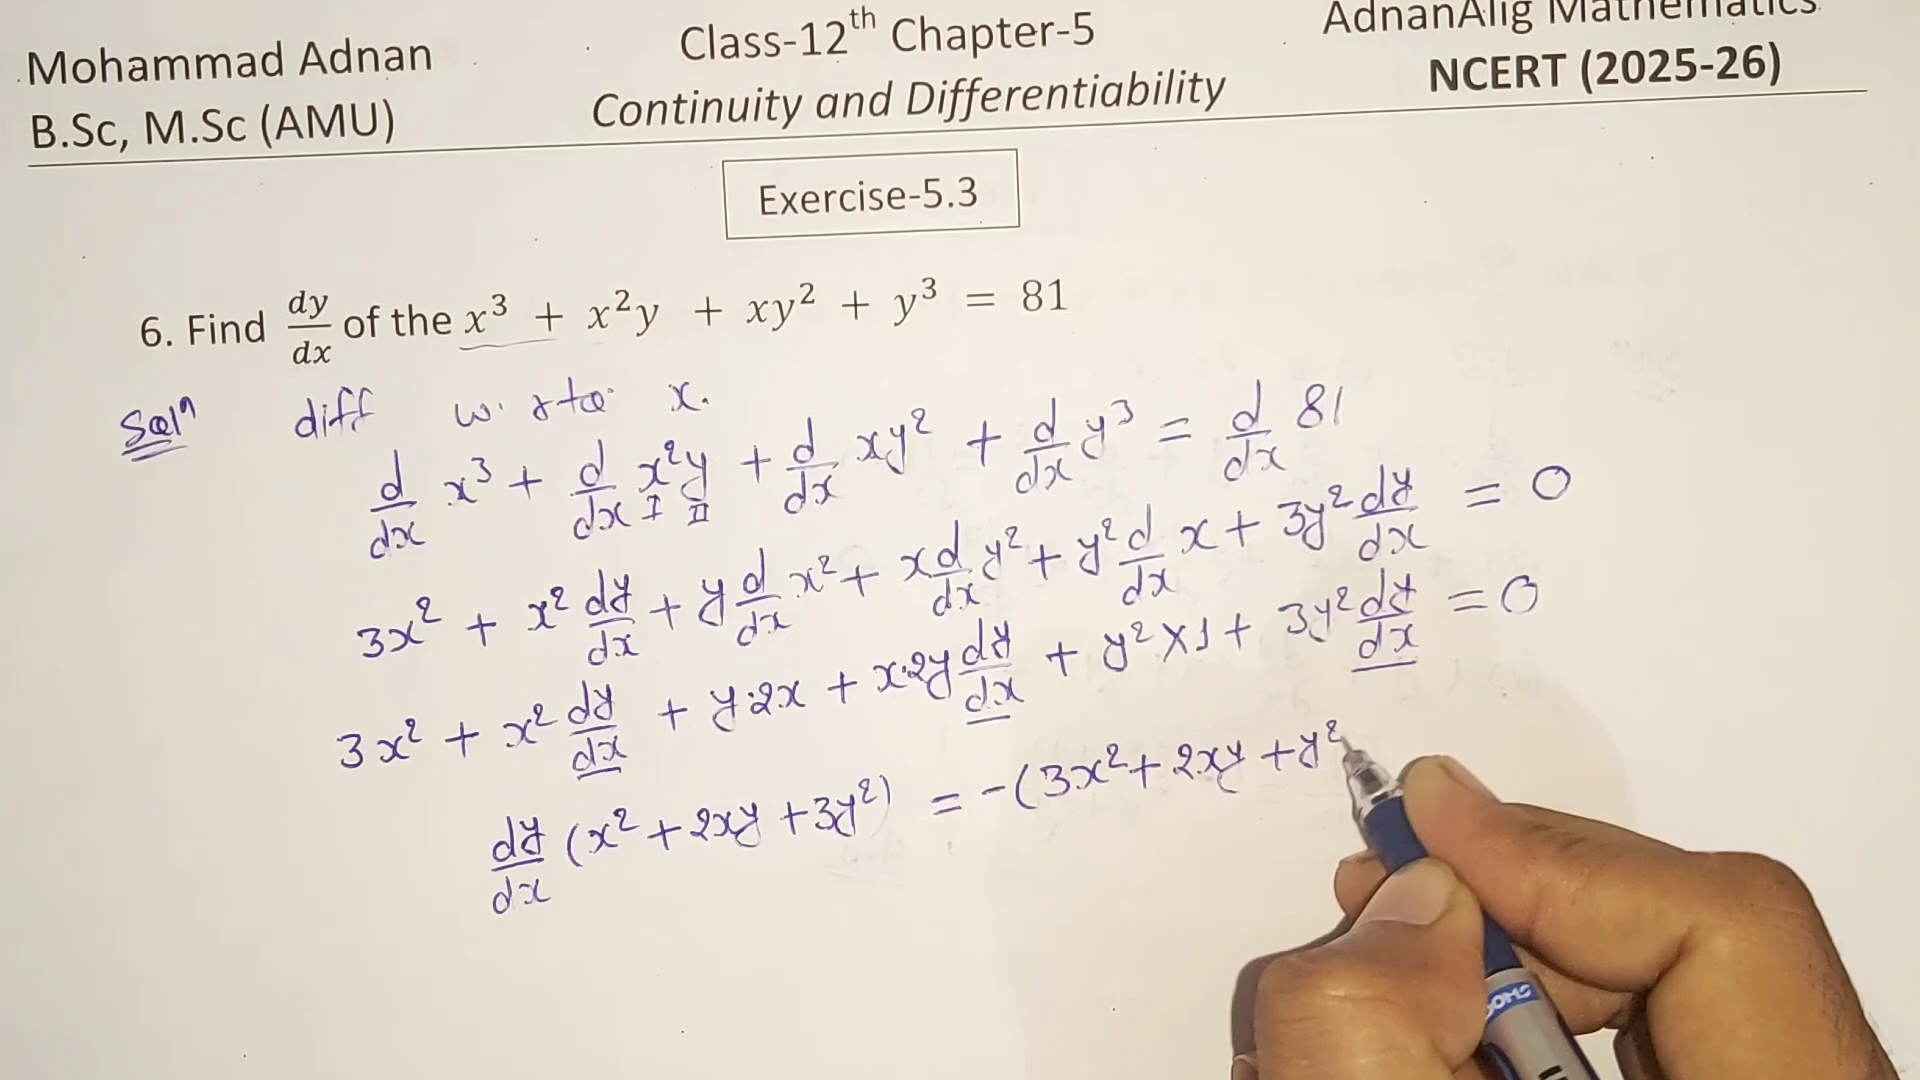 Mohammad Adnan
B.Sc, M.Sc (AMU)
Class-12th Chapter-5
Continuity and Differentiability
AdnanAlig Mathematics
NCERT (2025-26)
Exercise-5.3
6. Find dy/dx of the x³ + x²y + xy² + y³ = 81
Solⁿ diff w.r.to x.
d/dx x³ + d/dx x²y + d/dx xy² + d/dx y³ = d/dx 81
I II
3x² + x² dy/dx + y d/dx x² + x d/dx y² + y² d/dx x + 3y² dy/dx = 0
3x² + x² dy/dx + y·2x + x·2y dy/dx + y²×1 + 3y² dy/dx = 0
dy/dx (x² + 2xy + 3y²) = -(3x² + 2xy + y²